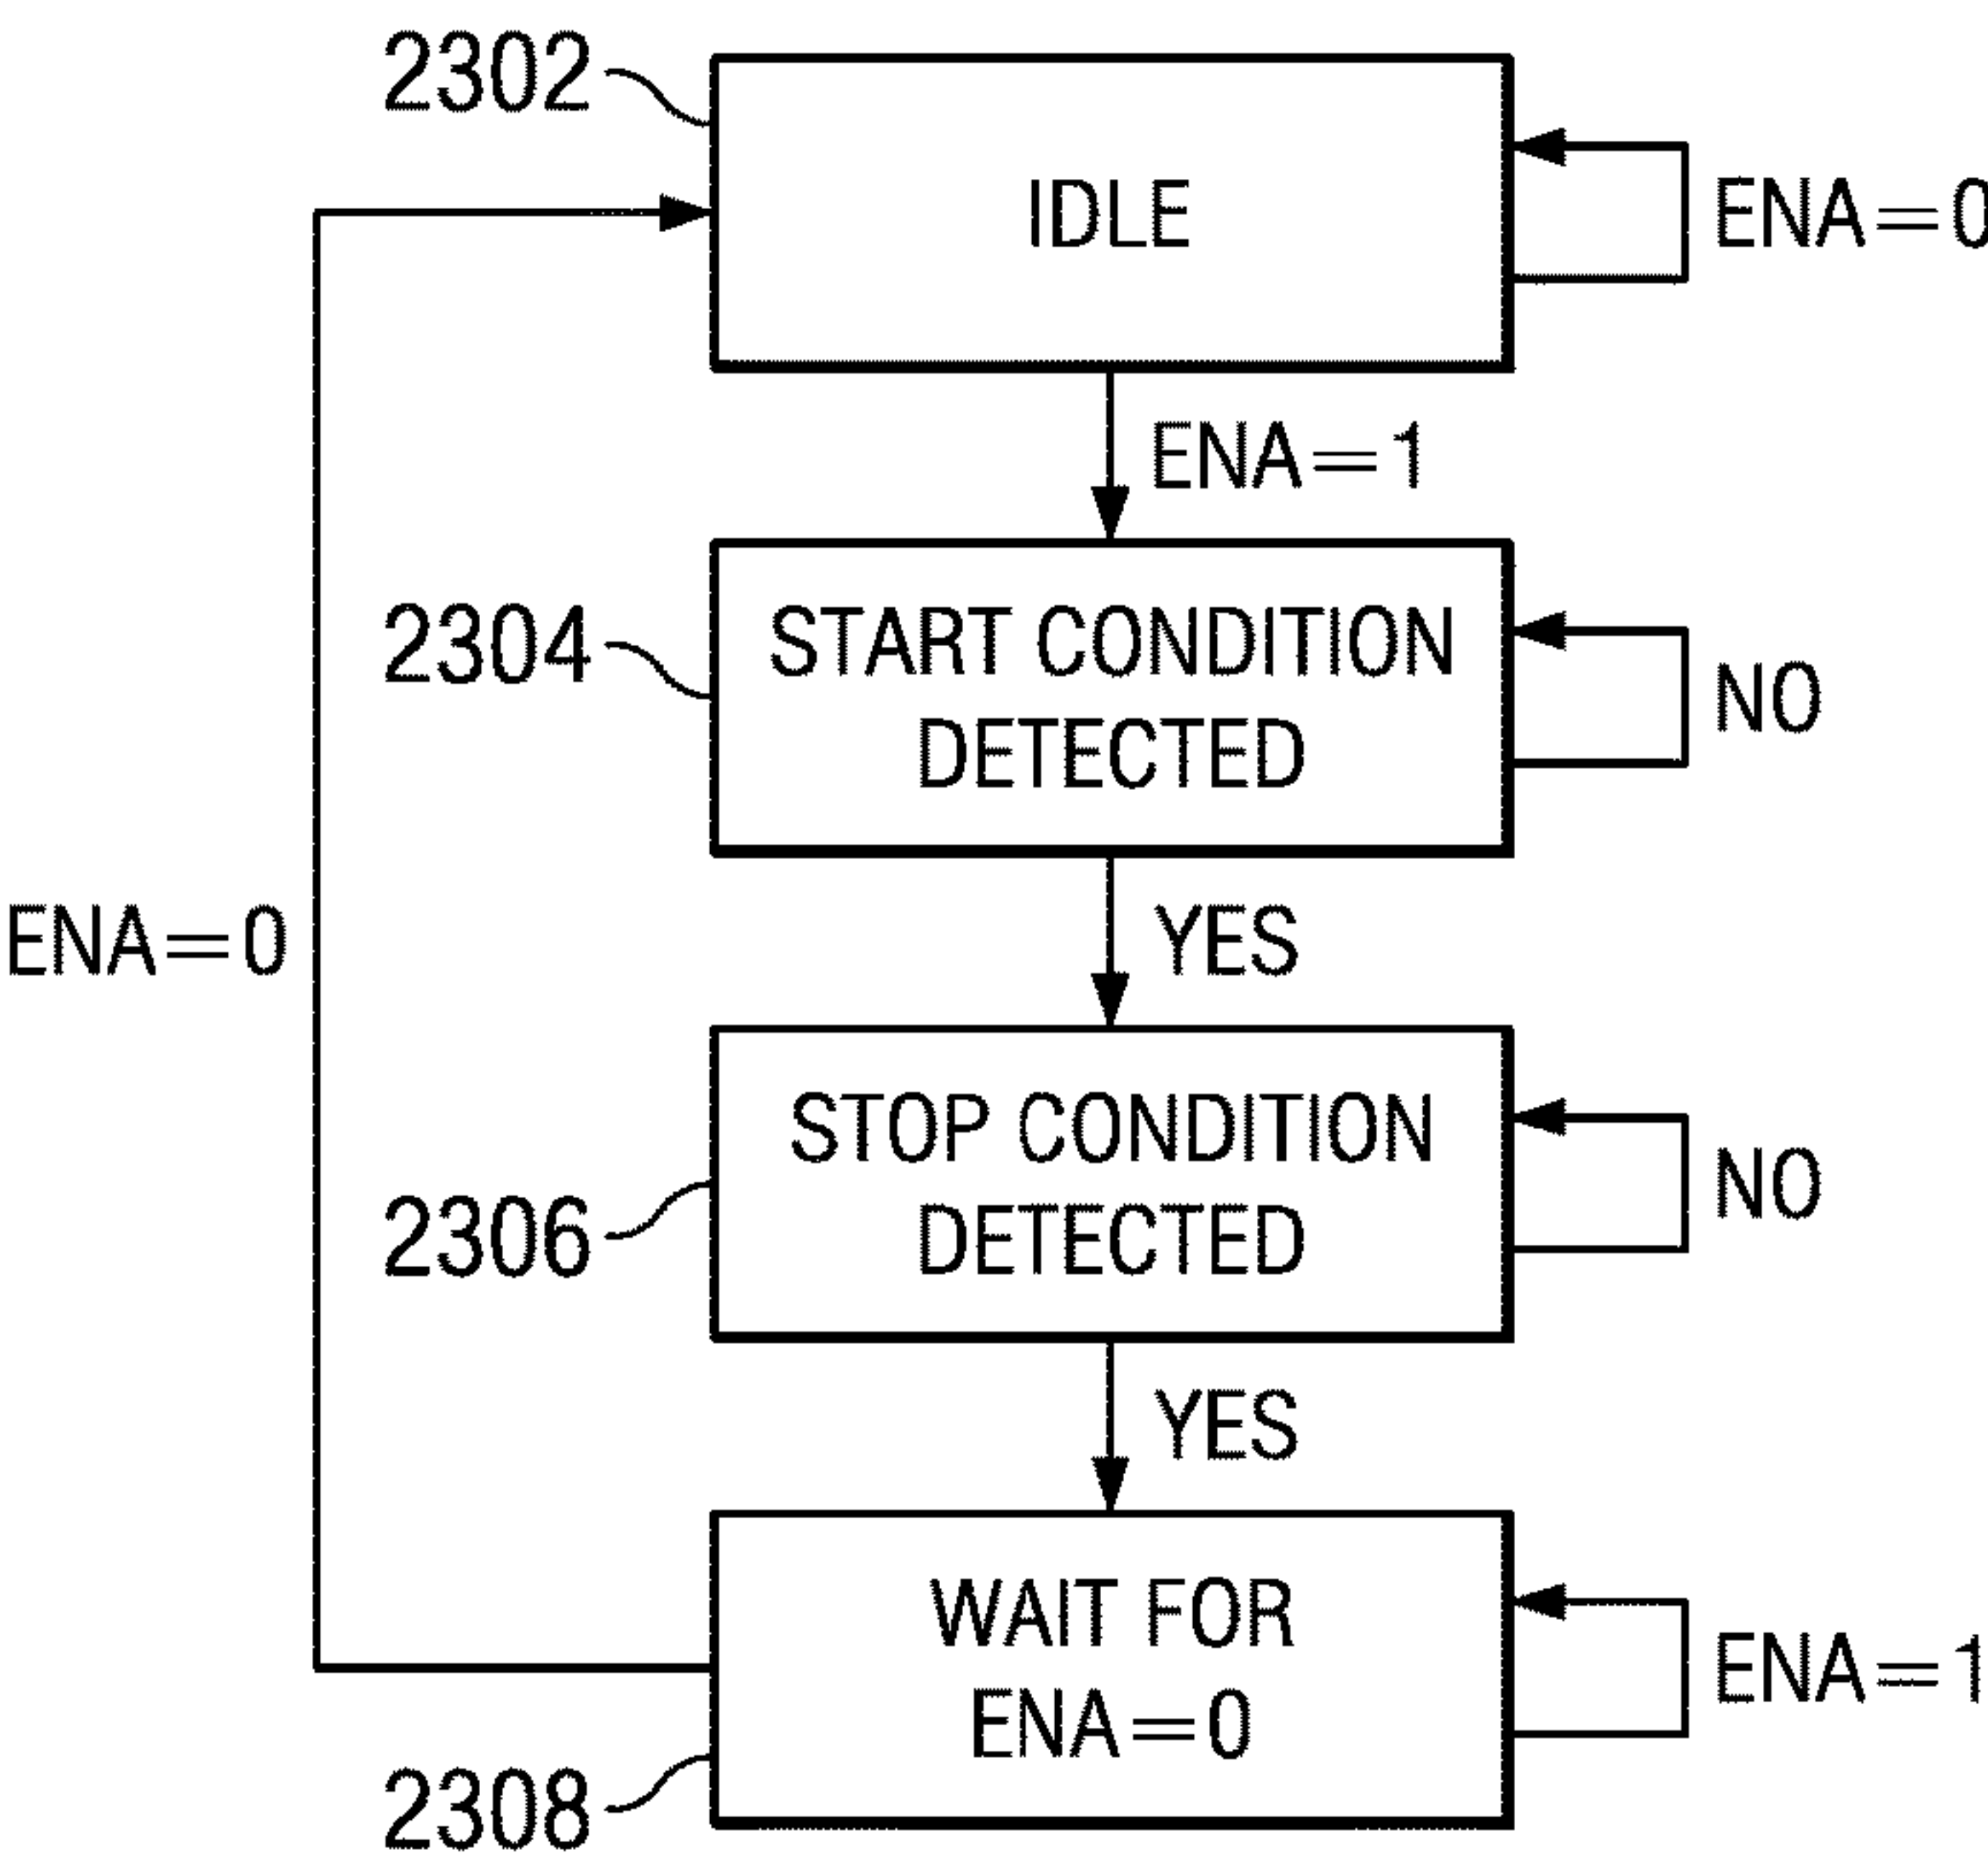 2302
IDLE
ENA=0
ENA=1
2304
START CONDITION
DETECTED
NO
ENA=0
YES
2306
STOP CONDITION
DETECTED
NO
YES
2308
WAIT FOR
ENA=0
ENA=1